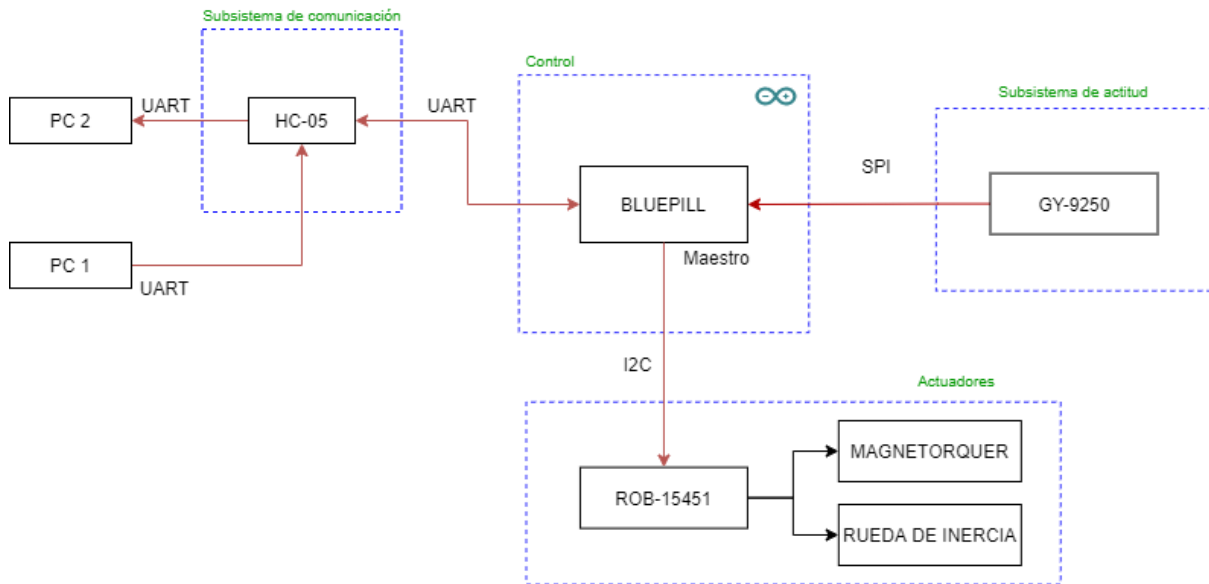 Subsistema de comunicación
Control
Subsistema de actitud
PC 2
UART
HC-05
UART
BLUEPILL
Maestro
SPI
GY-9250
PC 1
UART
I2C
Actuadores
ROB-15451
MAGNETORQUER
RUEDA DE INERCIA